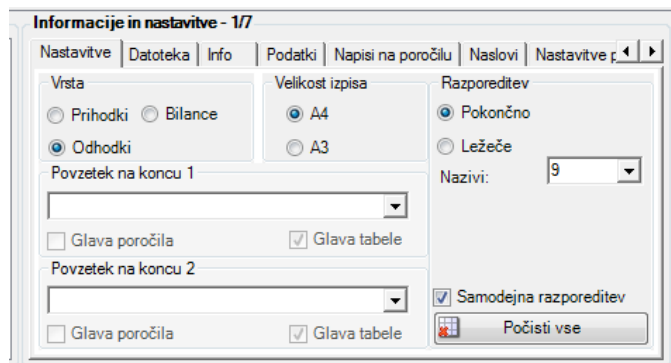 Informacije in nastavitve - 1/7
Nastavitve Datoteka Info Podatki Napisi na poročilu Naslovi Nastavitve
Vrsta
Prihodki Bilance
Odhodki
Velikost izpisa
A4
A3
Razporeditev
Pokončno
Ležeče
Nazivi: 9
Povzetek na koncu 1
Glava poročila Glava tabele
Povzetek na koncu 2
Glava poročila Glava tabele
Samodejna razporeditev
Počisti vse